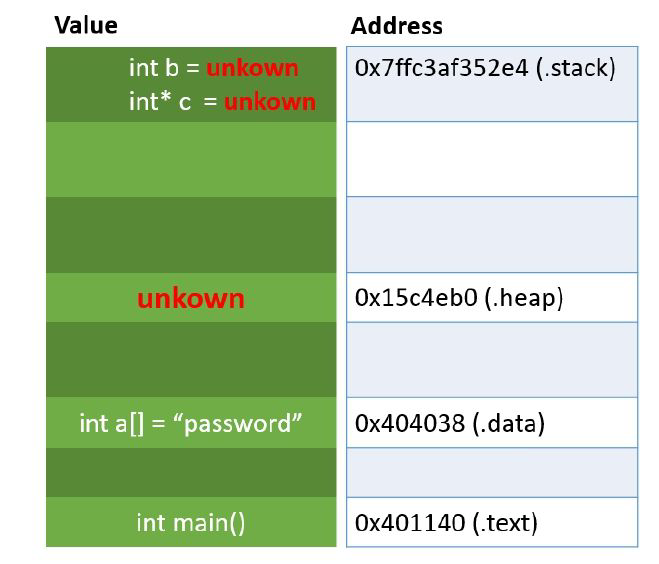 Value Address
int b = unkown 0x7ffc3af352e4 (.stack)
int* c = unkown
unkown 0x15c4eb0 (.heap)
int a[] = “password” 0x404038 (.data)
int main() 0x401140 (.text)